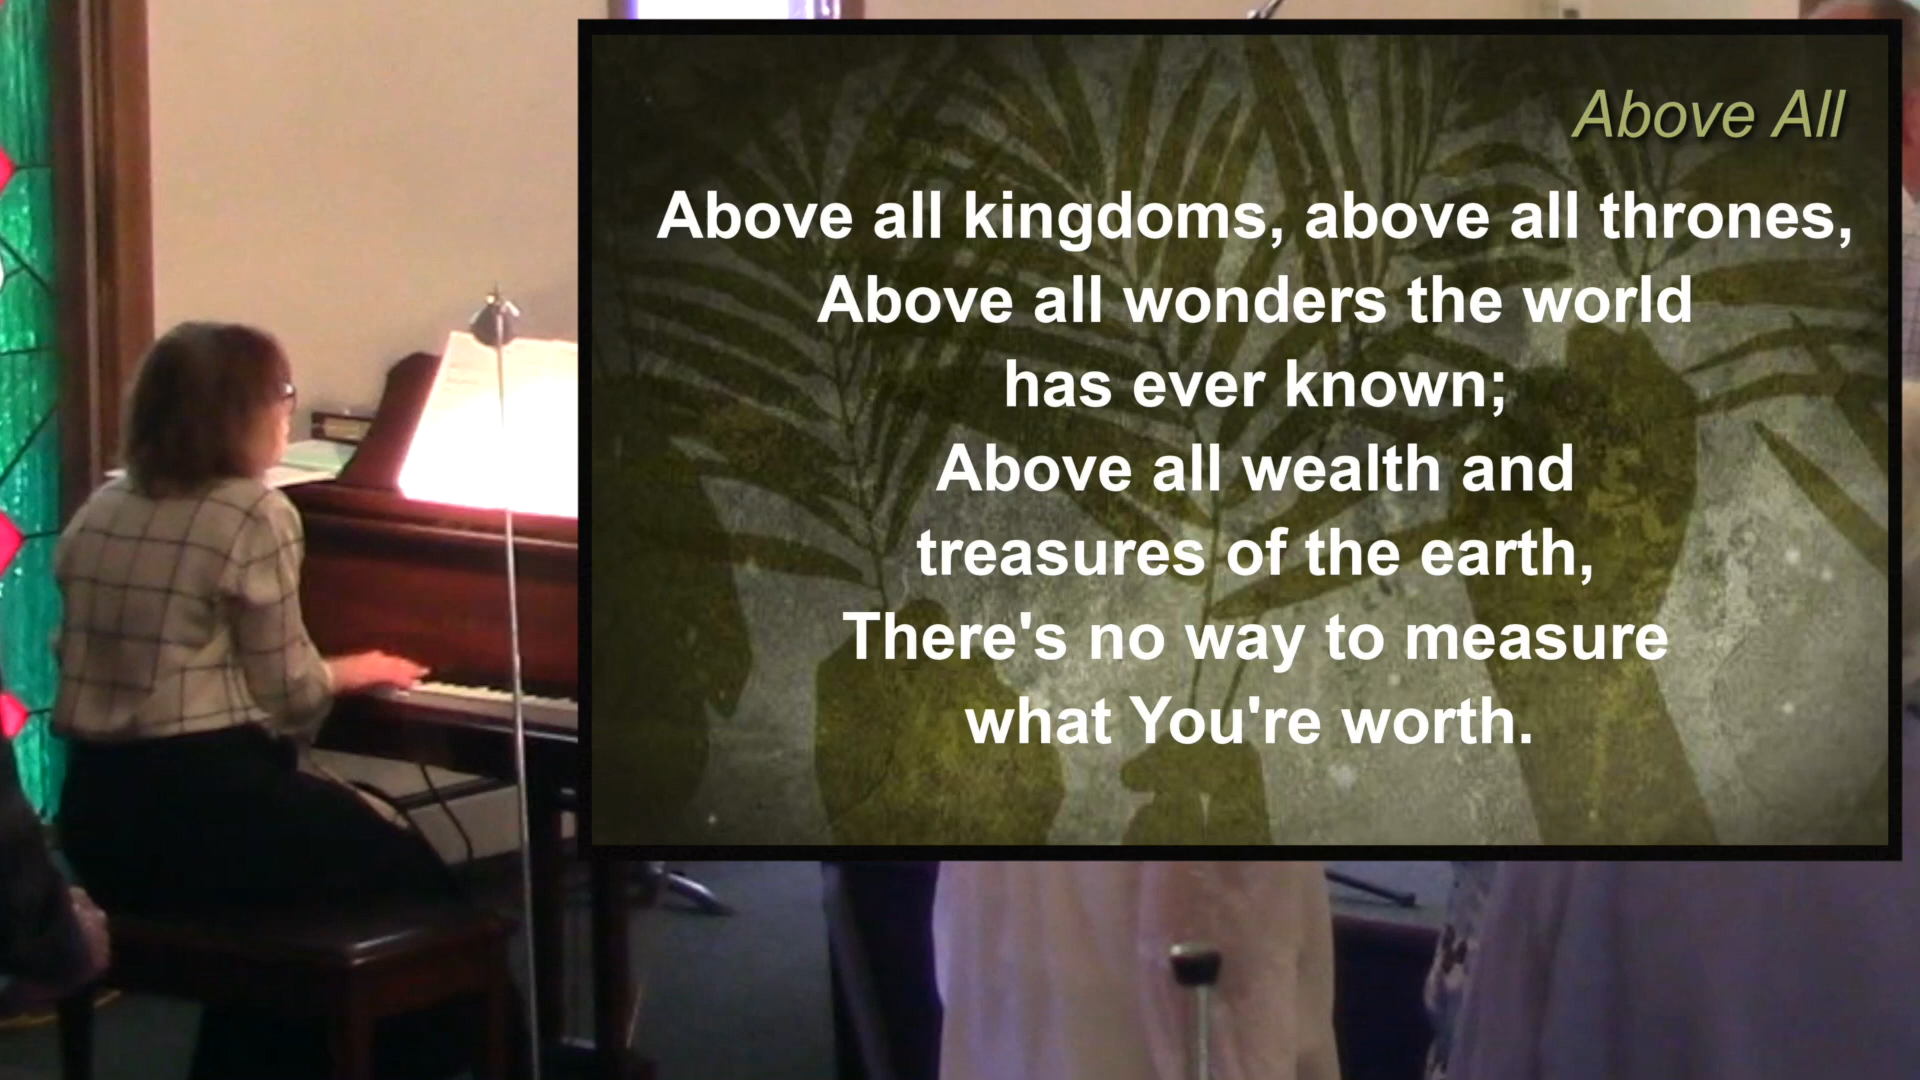 Above All
Above all kingdoms, above all thrones,
Above all wonders the world
has ever known;
Above all wealth and
treasures of the earth,
There's no way to measure
what You're worth.